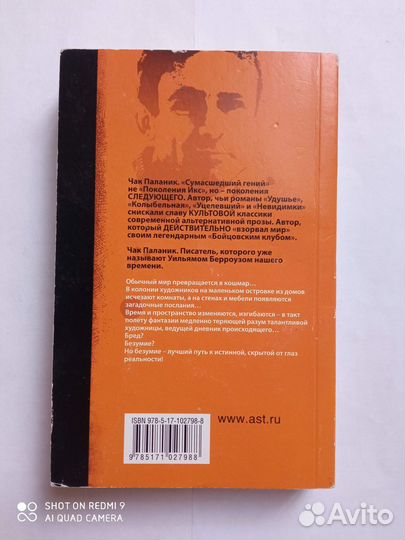 Чак Паланик. «Сумасшедший гений»
не «Поколения Икс», но – поколения
СЛЕДУЮЩЕГО. Автор, чьи романы "Удушье",
«Колыбельная», «Уцелевший» и «Невидимки»
снискали славу КУЛЬТОВОЙ классики
современной альтернативной прозы. Автор,
который ДЕЙСТВИТЕЛЬНО «взорвал мир»
своим легендарным «Бойцовским клубом».
Чак Паланик. Писатель, которого уже
называют Уильямом Берроузом нашего
времени.
Обычный мир превращается в кошмар...
В колонии художников на маленьком островке из домов
исчезают комнаты, а на стенах и мебели появляются
загадочные послания...
Время и пространство изменяются, изгибаются – в такт
полёту фантазии медленно теряющей разум талантливой
художницы, ведущей дневник происходящего...
Бред?
Безумие?
Но безумие – лучший путь к истинной, скрытой от глаз
реальности!
ISBN 978-5-17-102798-8
9785171027988
www.ast.ru
SHOT ON REDMI 9
AI QUAD CAMERA
Avito